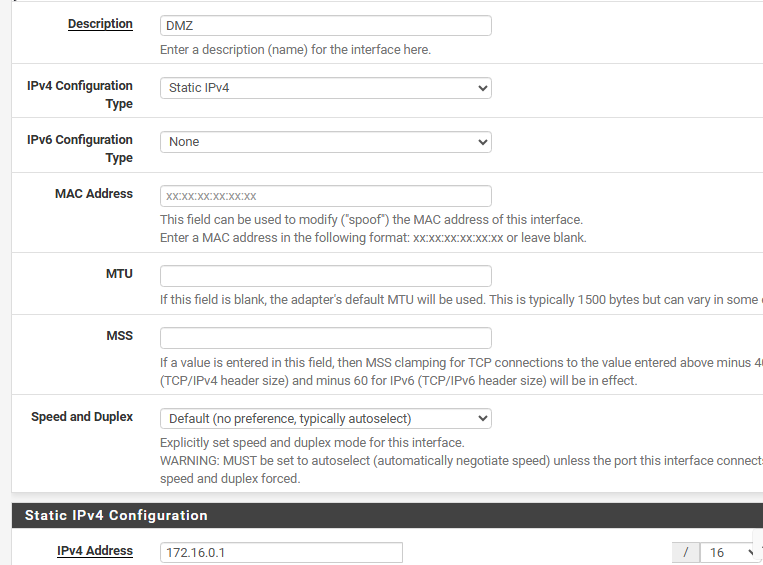 Description
DMZ
Enter a description (name) for the interface here.
IPv4 Configuration
Type
Static IPv4
IPv6 Configuration
Type
None
MAC Address
xx:xx:xx:xx:xx:xx
This field can be used to modify ("spoof") the MAC address of this interface.
Enter a MAC address in the following format: xx:xx:xx:xx:xx:xx or leave blank.
MTU
If this field is blank, the adapter's default MTU will be used. This is typically 1500 bytes but can vary in some
MSS
If a value is entered in this field, then MSS clamping for TCP connections to the value entered above minus 40
(TCP/IPv4 header size) and minus 60 for IPv6 (TCP/IPv6 header size) will be in effect.
Speed and Duplex
Default (no preference, typically autoselect)
Explicitly set speed and duplex mode for this interface.
WARNING: MUST be set to autoselect (automatically negotiate speed) unless the port this interface connects
speed and duplex forced.
Static IPv4 Configuration
IPv4 Address
172.16.0.1
/ 16